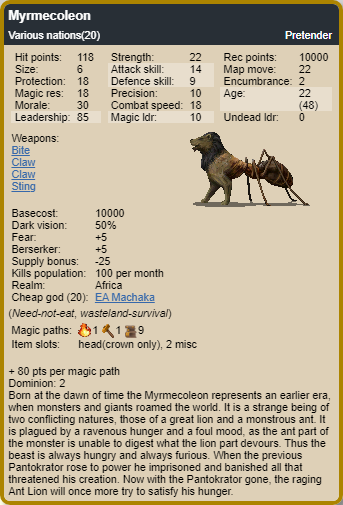 Myrmecoleon
Various nations(20) Pretender
Hit points: 118 Strength: 22 Rec points: 10000
Size: 6 Attack skill: 14 Map move: 22
Protection: 18 Defence skill: 9 Encumbrance: 2
Magic res: 18 Precision: 10 Age: 22
Morale: 30 Combat speed: 18 (48)
Leadership: 85 Magic ldr: 10 Undead ldr: 0
Weapons:
Bite
Claw
Claw
Sting
Basecost: 10000
Dark vision: 50%
Fear: +5
Berserker: +5
Supply bonus: -25
Kills population: 100 per month
Realm: Africa
Cheap god (20): EA Machaka
(Need-not-eat, wasteland-survival)
Magic paths: 1 1 9
Item slots: head(crown only), 2 misc
+ 80 pts per magic path
Dominion: 2
Born at the dawn of time the Myrmecoleon represents an earlier era,
when monsters and giants roamed the world. It is a strange being of
two conflicting natures, those of a great lion and a monstrous ant. It
is plagued by a ravenous hunger and a foul mood, as the ant part of
the monster is unable to digest what the lion part devours. Thus the
beast is always hungry and always furious. When the previous
Pantokrator rose to power he imprisoned and banished all that
threatened his creation. Now with the Pantokrator gone, the raging
Ant Lion will once more try to satisfy his hunger.